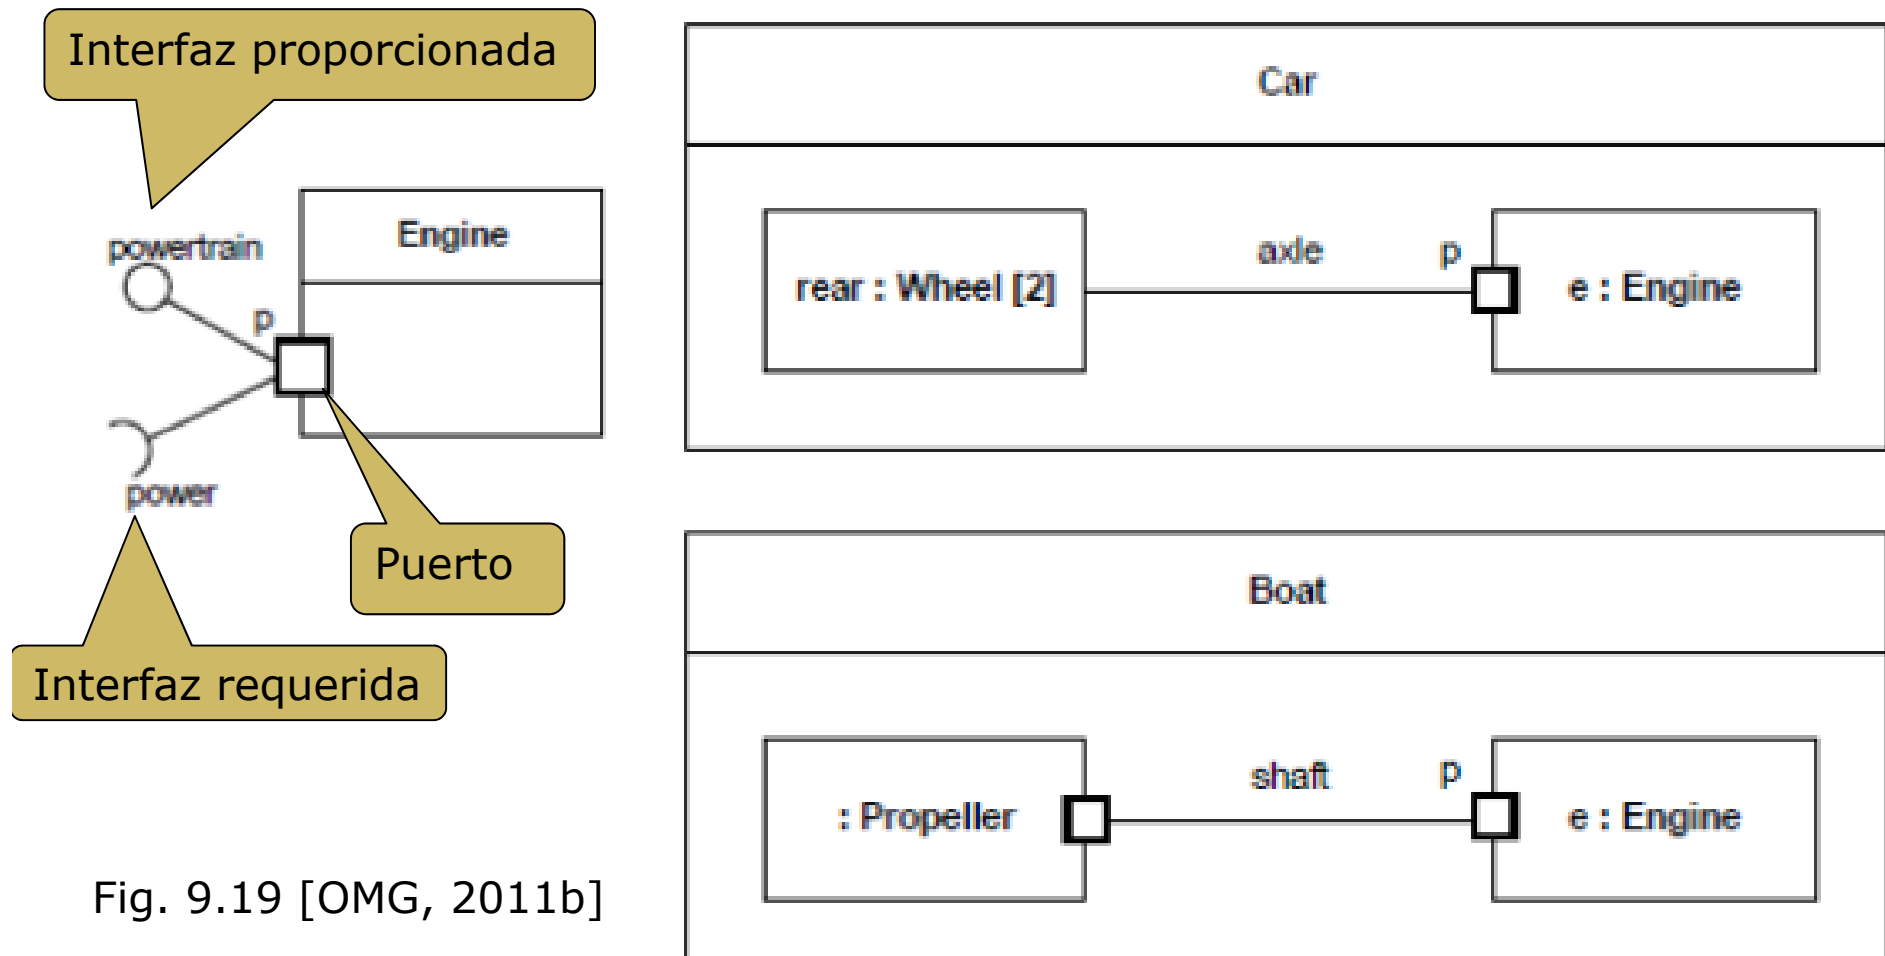 Interfaz proporcionada
powertrain
p
Engine
power
Puerto
Interfaz requerida
Fig. 9.19 [OMG, 2011b]
Car
rear : Wheel [2]
axle
p
e : Engine
Boat
: Propeller
shaft
p
e : Engine